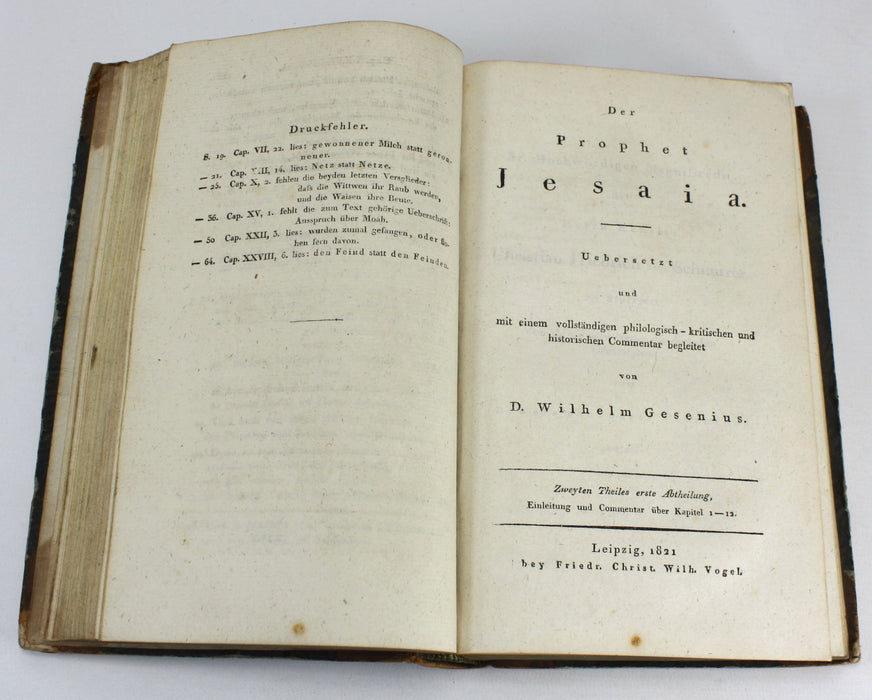 Druckfehler.
S. 19. Cap. VII, 22. lies: gewonnener Milch statt geron-
nener.
— 21. Cap. VIII, 14. lies: Netz statt Netze.
— 25. Cap. X, 2. fehlen die beyden letzten Versglieder:
daſs die Wittwen ihr Raub werden,
und die Waisen ihre Beute.
— 36. Cap. XV, 1. fehlt die zum Text gehörige Ueberschrift:
Ausspruch über Moab.
— 50 Cap. XXII, 3. lies: wurden zumal gefangen, oder flo-
hen fern davon.
— 64. Cap. XXVIII, 6. lies: den Feind statt den Feinden.
Der
Prophet
Jesaia.
Uebersetzt
und
mit einem vollständigen philologisch-kritischen und
historischen Commentar begleitet
von
D. Wilhelm Gesenius.
Zweyten Theiles erste Abtheilung,
Einleitung und Commentar über Kapitel 1—12.
Leipzig, 1821
bey Friedr. Christ. Wilh. Vogel.